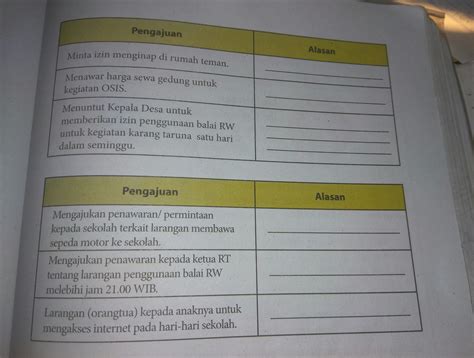 Pengajuan
Alasan
Minta izin menginap di rumah teman.
Menawar harga sewa gedung untuk
kegiatan OSIS.
Menuntut Kepala Desa untuk
memberikan izin penggunaan balai RW
untuk kegiatan karang taruna satu hari
dalam seminggu.
Pengajuan
Alasan
Mengajukan penawaran/ permintaan
kepada sekolah terkait larangan membawa
sepeda motor ke sekolah.
Mengajukan penawaran kepada ketua RT
tentang larangan penggunaan balai RW
melebihi jam 21.00 WIB.
Larangan (orangtua) kepada anaknya untuk
mengakses internet pada hari-hari sekolah.